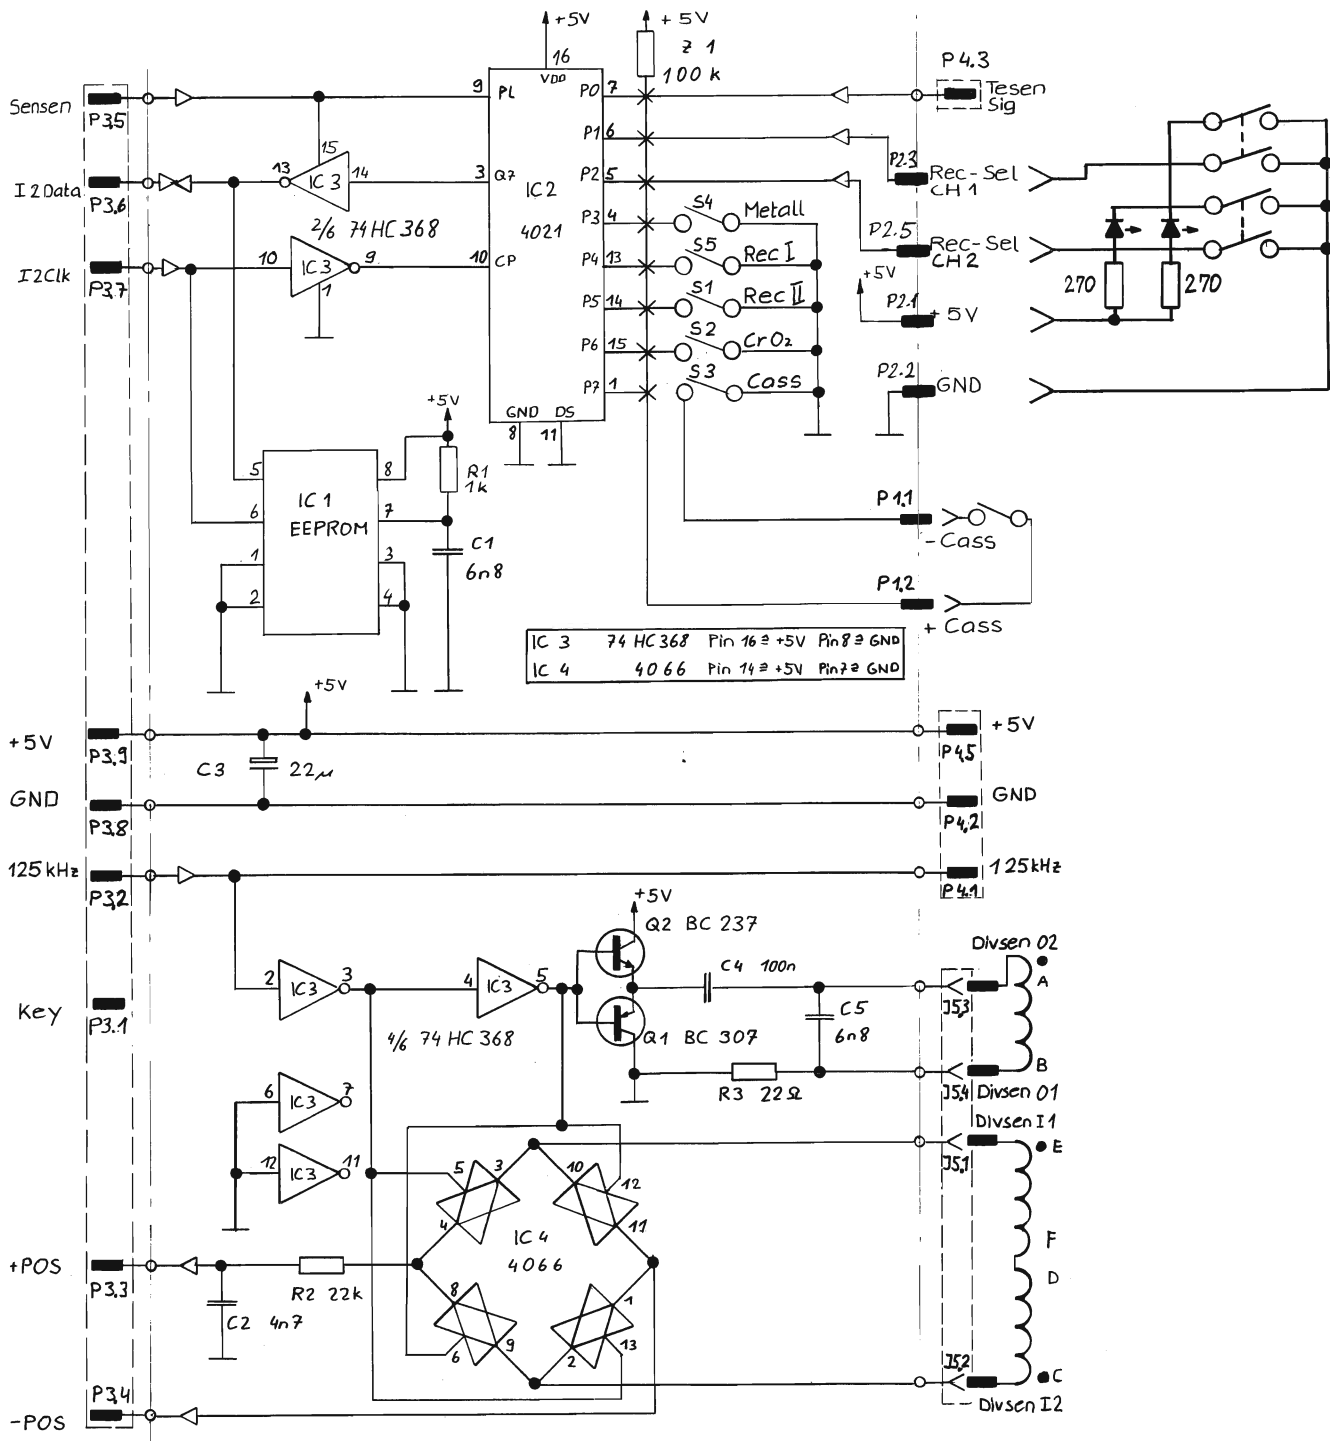 +5V
16
VDD
+ 5V
Z 1
100 k
Sensen
P3.5
9
PL
P0
7
P4.3
Tesen
Sig
15
P1
6
I2Data
P3.6
13
IC 3
14
3
Q7
IC2
4021
P2
5
P2.3
Rec-Sel
CH 1
2/6 74 HC 368
P3
4
S4
Metall
I2Clk
P3.7
10
IC3
9
1
10
CP
P4
13
S5
Rec I
P2.5
Rec-Sel
CH 2
+5V
P5
14
S1
Rec II
P2.1
+ 5V
270
270
P6
15
S2
CrO2
P7
1
S3
Cass
P2.2
GND
+5V
GND
DS
8
11
5
8
R1
1k
IC 1
EEPROM
6
7
C1
6n8
1
3
2
4
P1.1
- Cass
P1.2
+ Cass
IC 3 74 HC 368 Pin 16 ≙ +5V Pin 8 ≙ GND
IC 4 4066 Pin 14 ≙ +5V Pin 7 ≙ GND
+5V
+5V
P3.9
C3
22µ
+5V
P4.5
GND
P3.8
GND
P4.2
125kHz
P3.2
125kHz
P4.1
+5V
Q2 BC 237
Divsen 02
2
IC3
3
4
IC3
5
C4 100n
J5.3
A
Key
P3.1
4/6 74 HC 368
Q1 BC 307
C5
6n8
B
R3 22Ω
J5.4
Divsen 01
6
IC3
7
Divsen I1
12
IC3
11
J5.1
E
5
3
10
12
4
11
IC 4
4066
F
D
+POS
P3.3
R2 22k
C2 4n7
8
9
6
1
13
2
J5.2
C
Divsen I2
P3.4
-POS